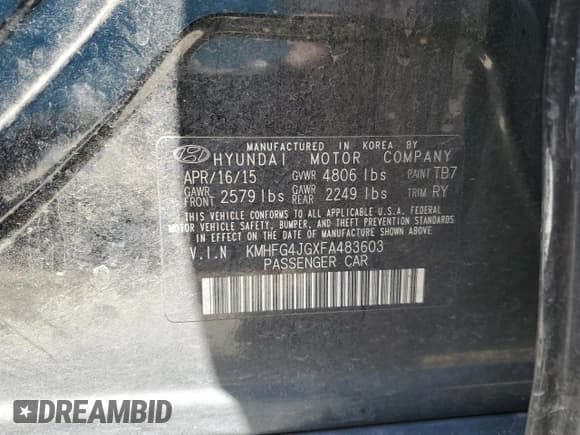 MANUFACTURED IN KOREA BY
HYUNDAI MOTOR COMPANY
APR/16/15 GVWR 4806 lbs PAINT TB7
GAWR FRONT 2579 lbs GAWR REAR 2249 lbs TRIM RY
THIS VEHICLE CONFORMS TO ALL APPLICABLE U.S.A. FEDERAL
MOTOR VEHICLE SAFETY, BUMPER, AND THEFT PREVENTION STANDARDS
IN EFFECT ON THE DATE OF MANUFACTURE SHOWN ABOVE.
V.I.N KMHFG4JGXFA483603
PASSENGER CAR
DREAMBID